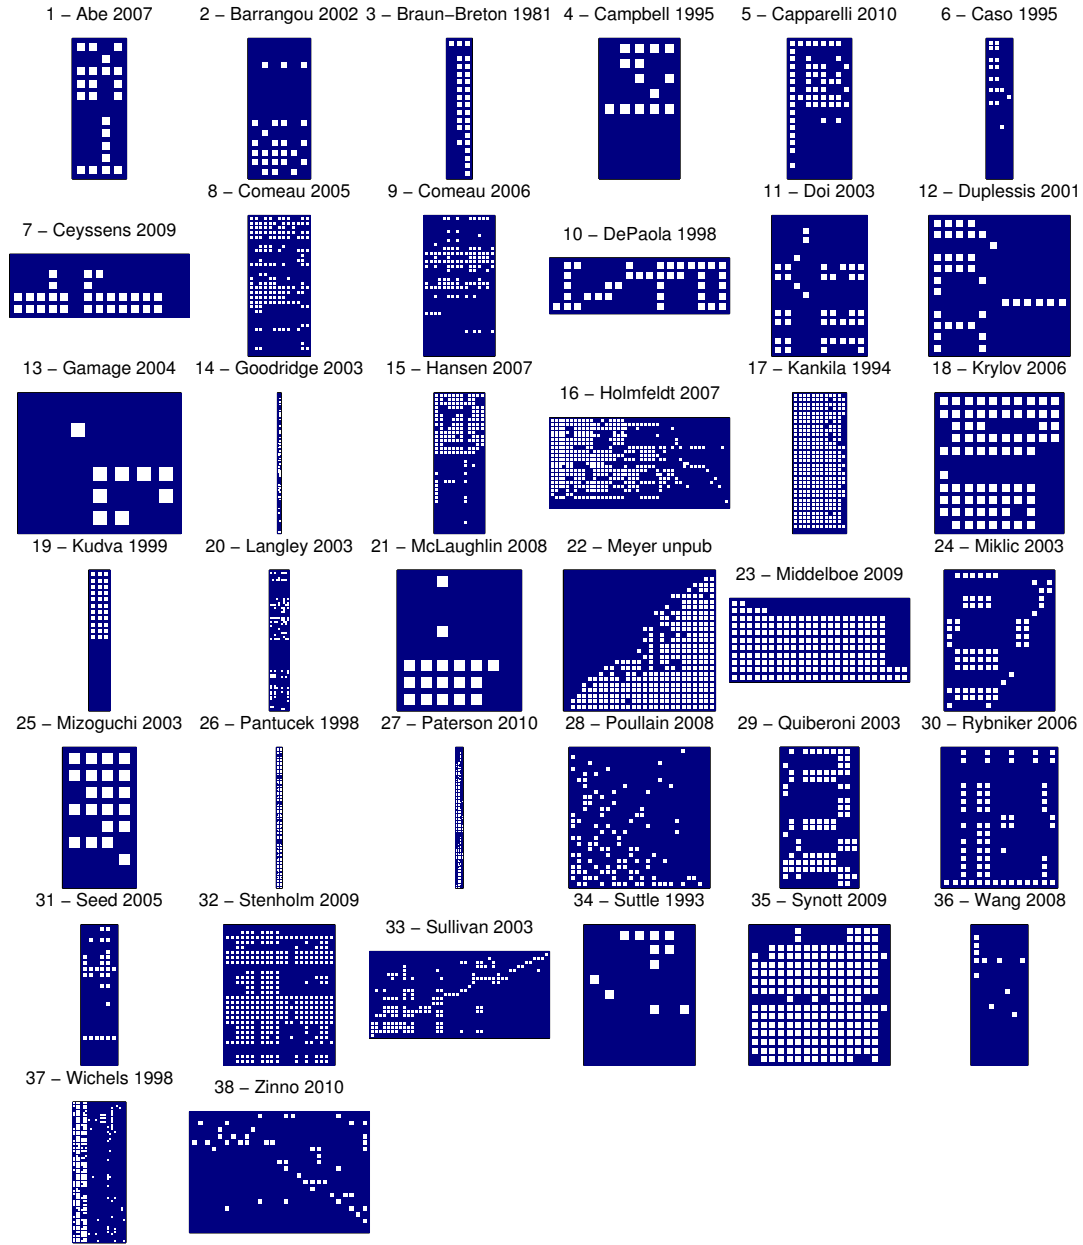 1 − Abe 2007
2 − Barrangou 2002
3 − Braun−Breton 1981
4 − Campbell 1995
5 − Capparelli 2010
6 − Caso 1995
7 − Ceyssens 2009
8 − Comeau 2005
9 − Comeau 2006
10 − DePaola 1998
11 − Doi 2003
12 − Duplessis 2001
13 − Gamage 2004
14 − Goodridge 2003
15 − Hansen 2007
16 − Holmfeldt 2007
17 − Kankila 1994
18 − Krylov 2006
19 − Kudva 1999
20 − Langley 2003
21 − McLaughlin 2008
22 − Meyer unpub
23 − Middelboe 2009
24 − Miklic 2003
25 − Mizoguchi 2003
26 − Pantucek 1998
27 − Paterson 2010
28 − Poullain 2008
29 − Quiberoni 2003
30 − Rybniker 2006
31 − Seed 2005
32 − Stenholm 2009
33 − Sullivan 2003
34 − Suttle 1993
35 − Synott 2009
36 − Wang 2008
37 − Wichels 1998
38 − Zinno 2010